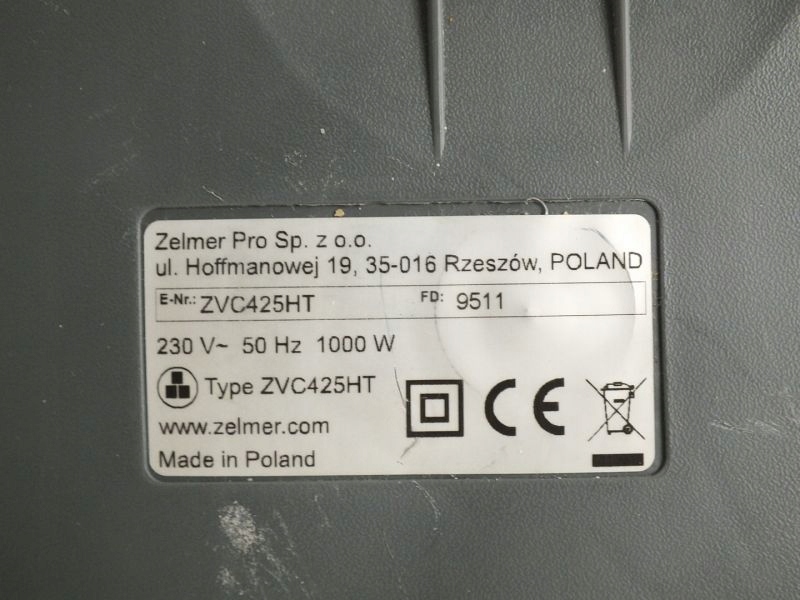 Zelmer Pro Sp. z o.o.
ul. Hoffmanowej 19, 35-016 Rzeszów, POLAND
E-Nr.: ZVC425HT FD: 9511
230 V~ 50 Hz 1000 W
Type ZVC425HT
www.zelmer.com
Made in Poland
CE